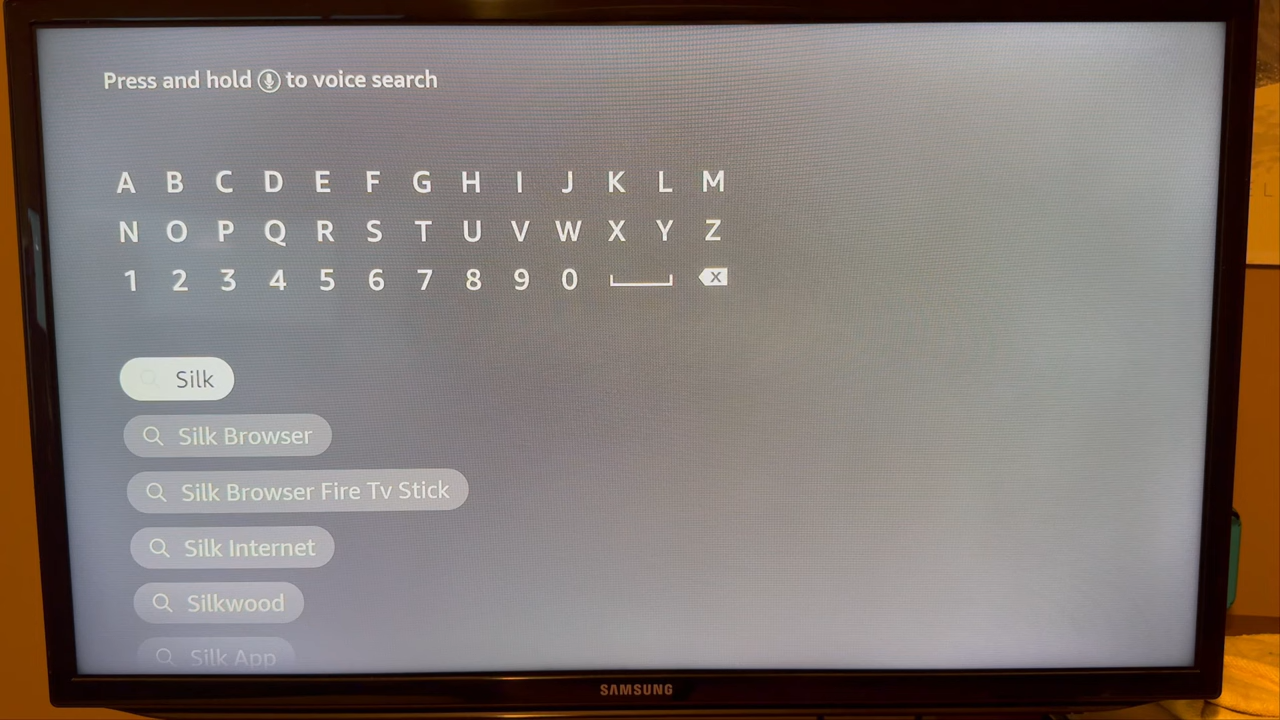 Press and hold to voice search
A B C D E F G H I J K L M
N O P Q R S T U V W X Y Z
1 2 3 4 5 6 7 8 9 0
Silk
Silk Browser
Silk Browser Fire Tv Stick
Silk Internet
Silkwood
Silk App
SAMSUNG